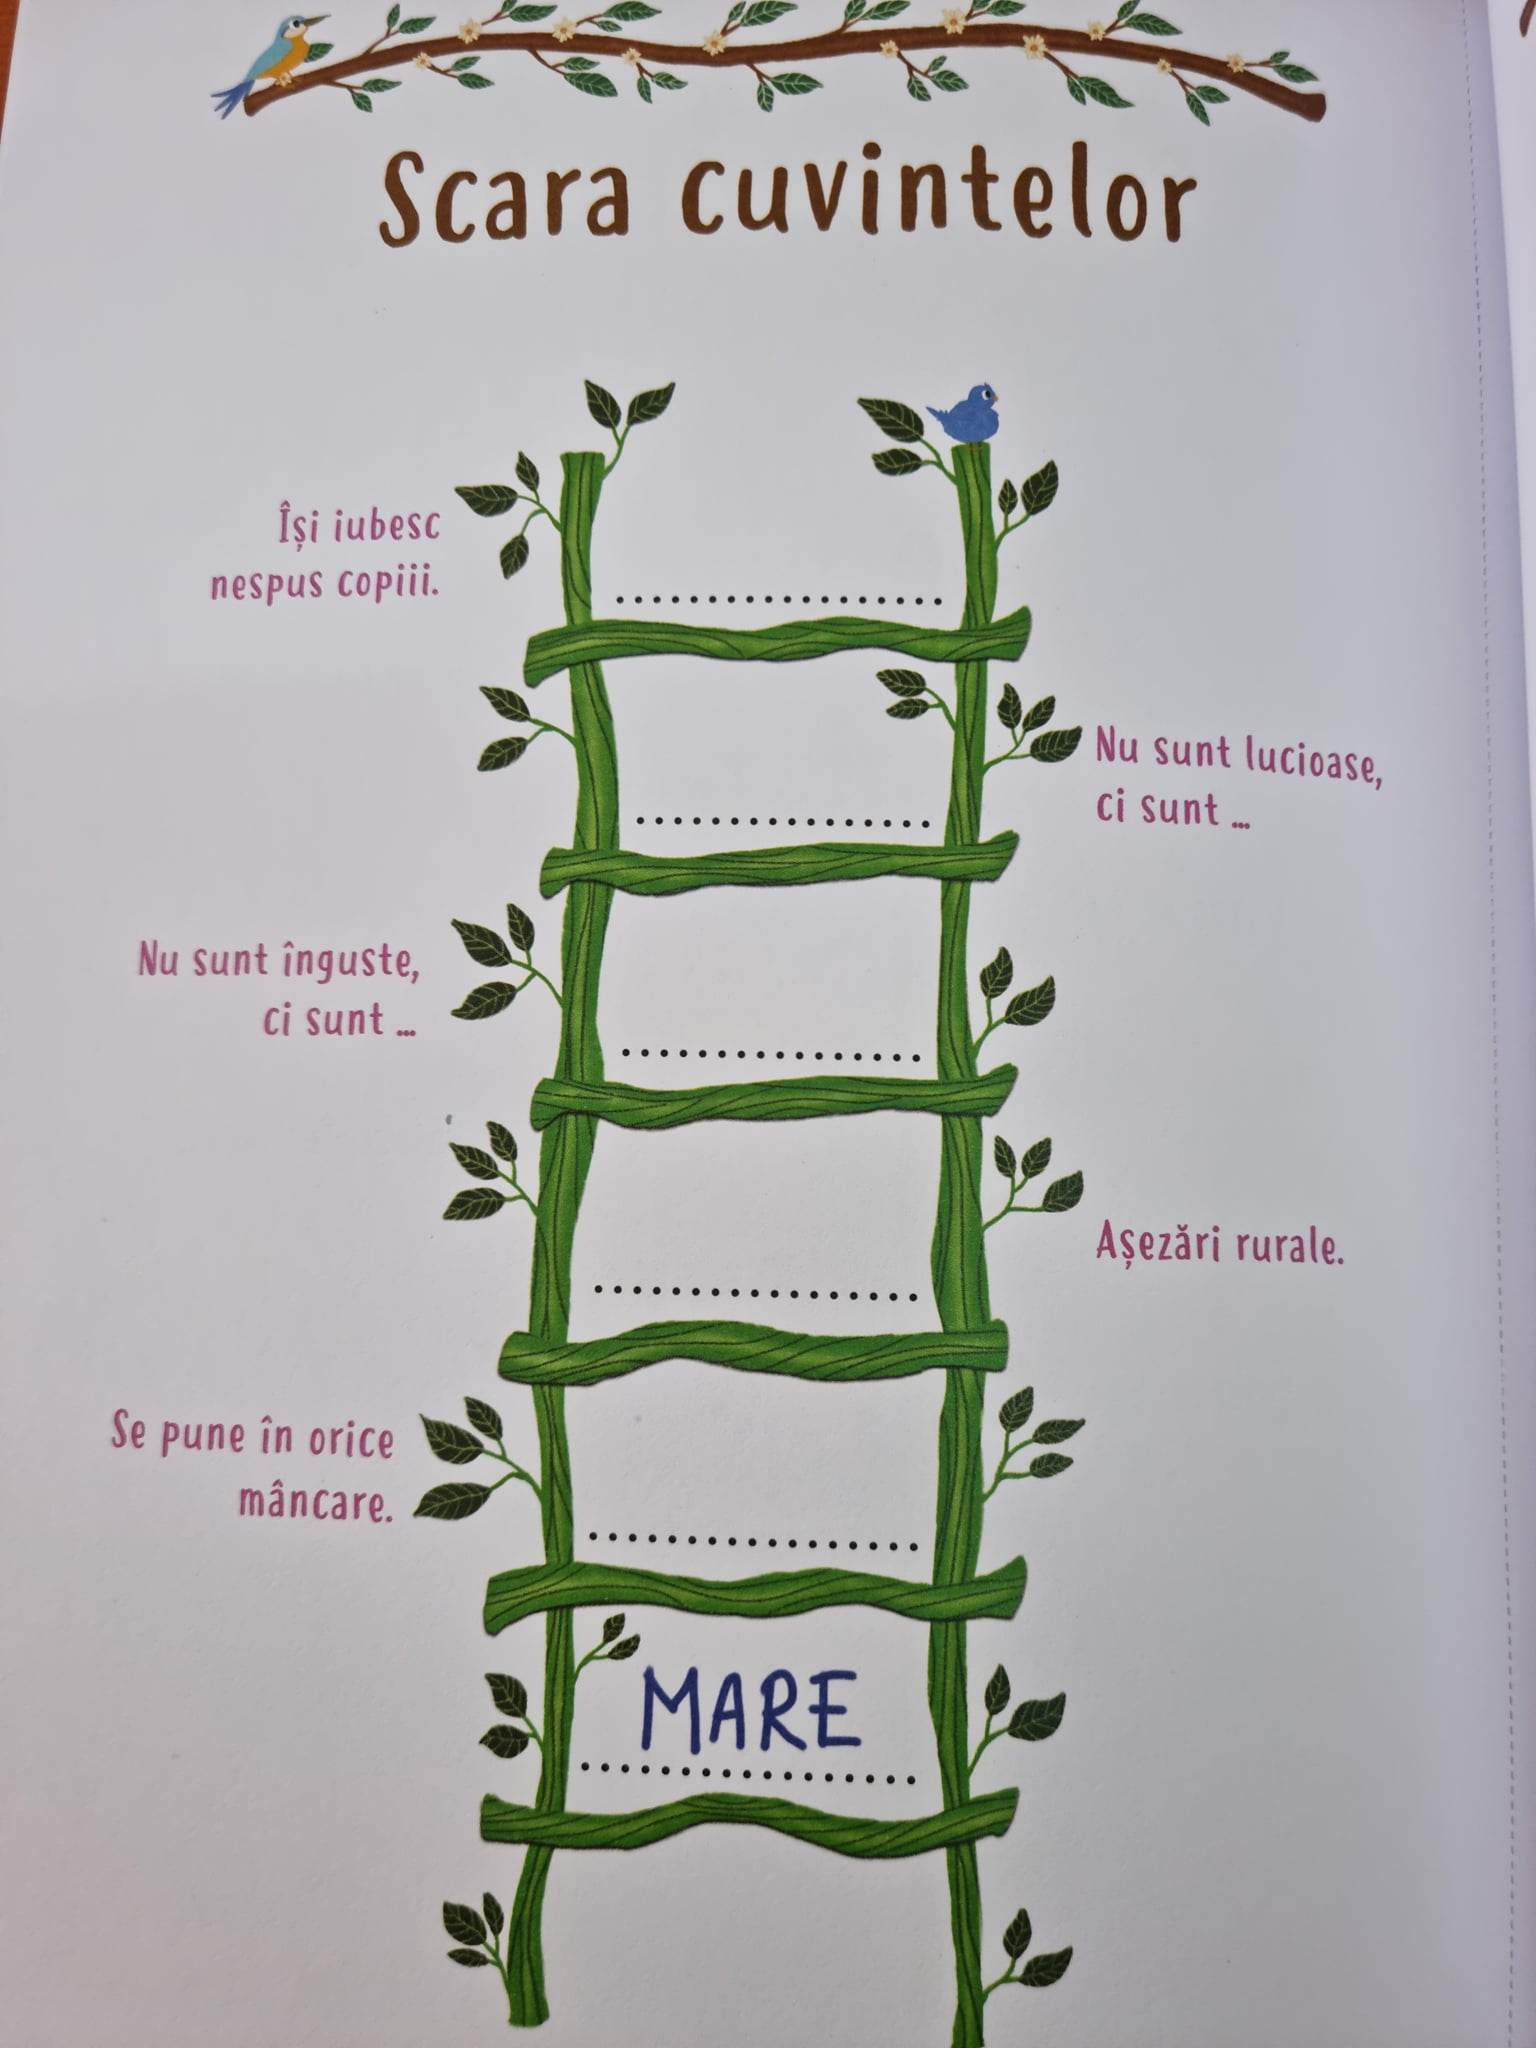 Scara cuvintelor
Își iubesc
nespus copiii.
Nu sunt lucioase,
ci sunt ...
Nu sunt înguste,
ci sunt ...
Așezări rurale.
Se pune în orice
mâncare.
MARE